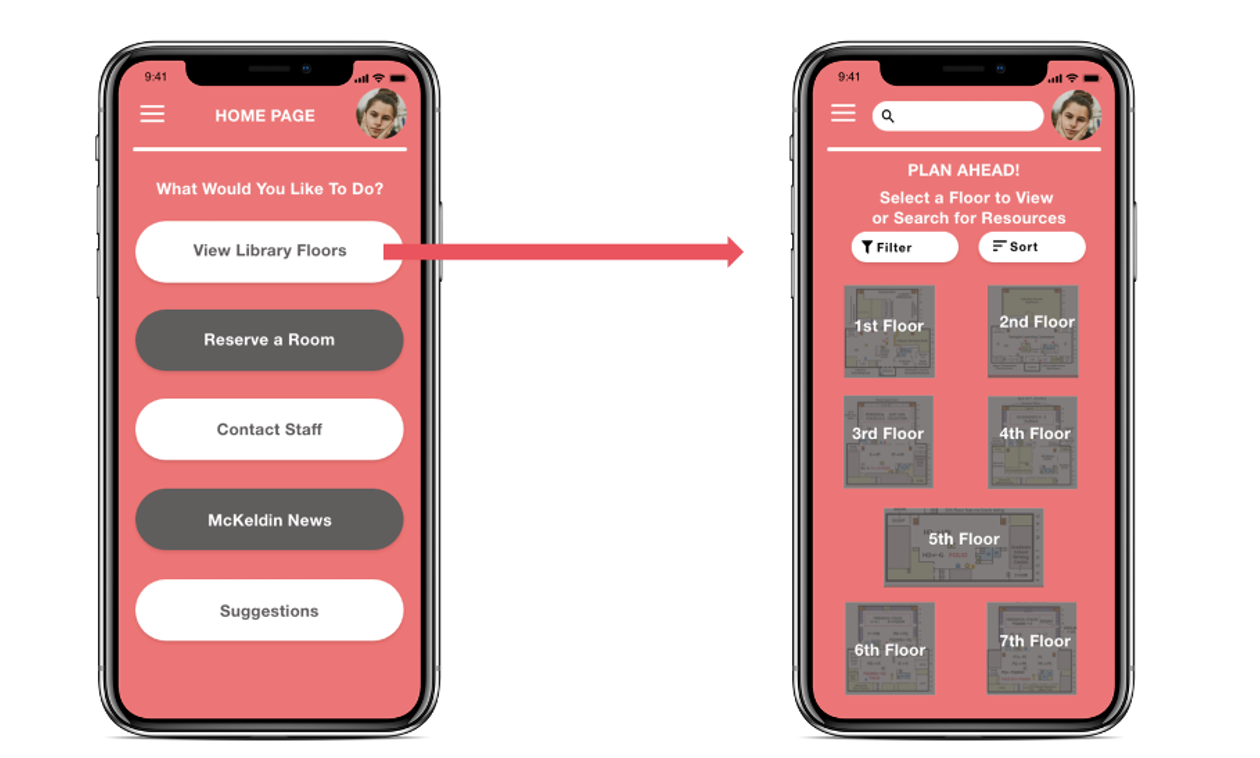 9:41
HOME PAGE
What Would You Like To Do?
View Library Floors
Reserve a Room
Contact Staff
McKeldin News
Suggestions
9:41
PLAN AHEAD!
Select a Floor to View
or Search for Resources
Filter
Sort
1st Floor
2nd Floor
3rd Floor
4th Floor
5th Floor
6th Floor
7th Floor